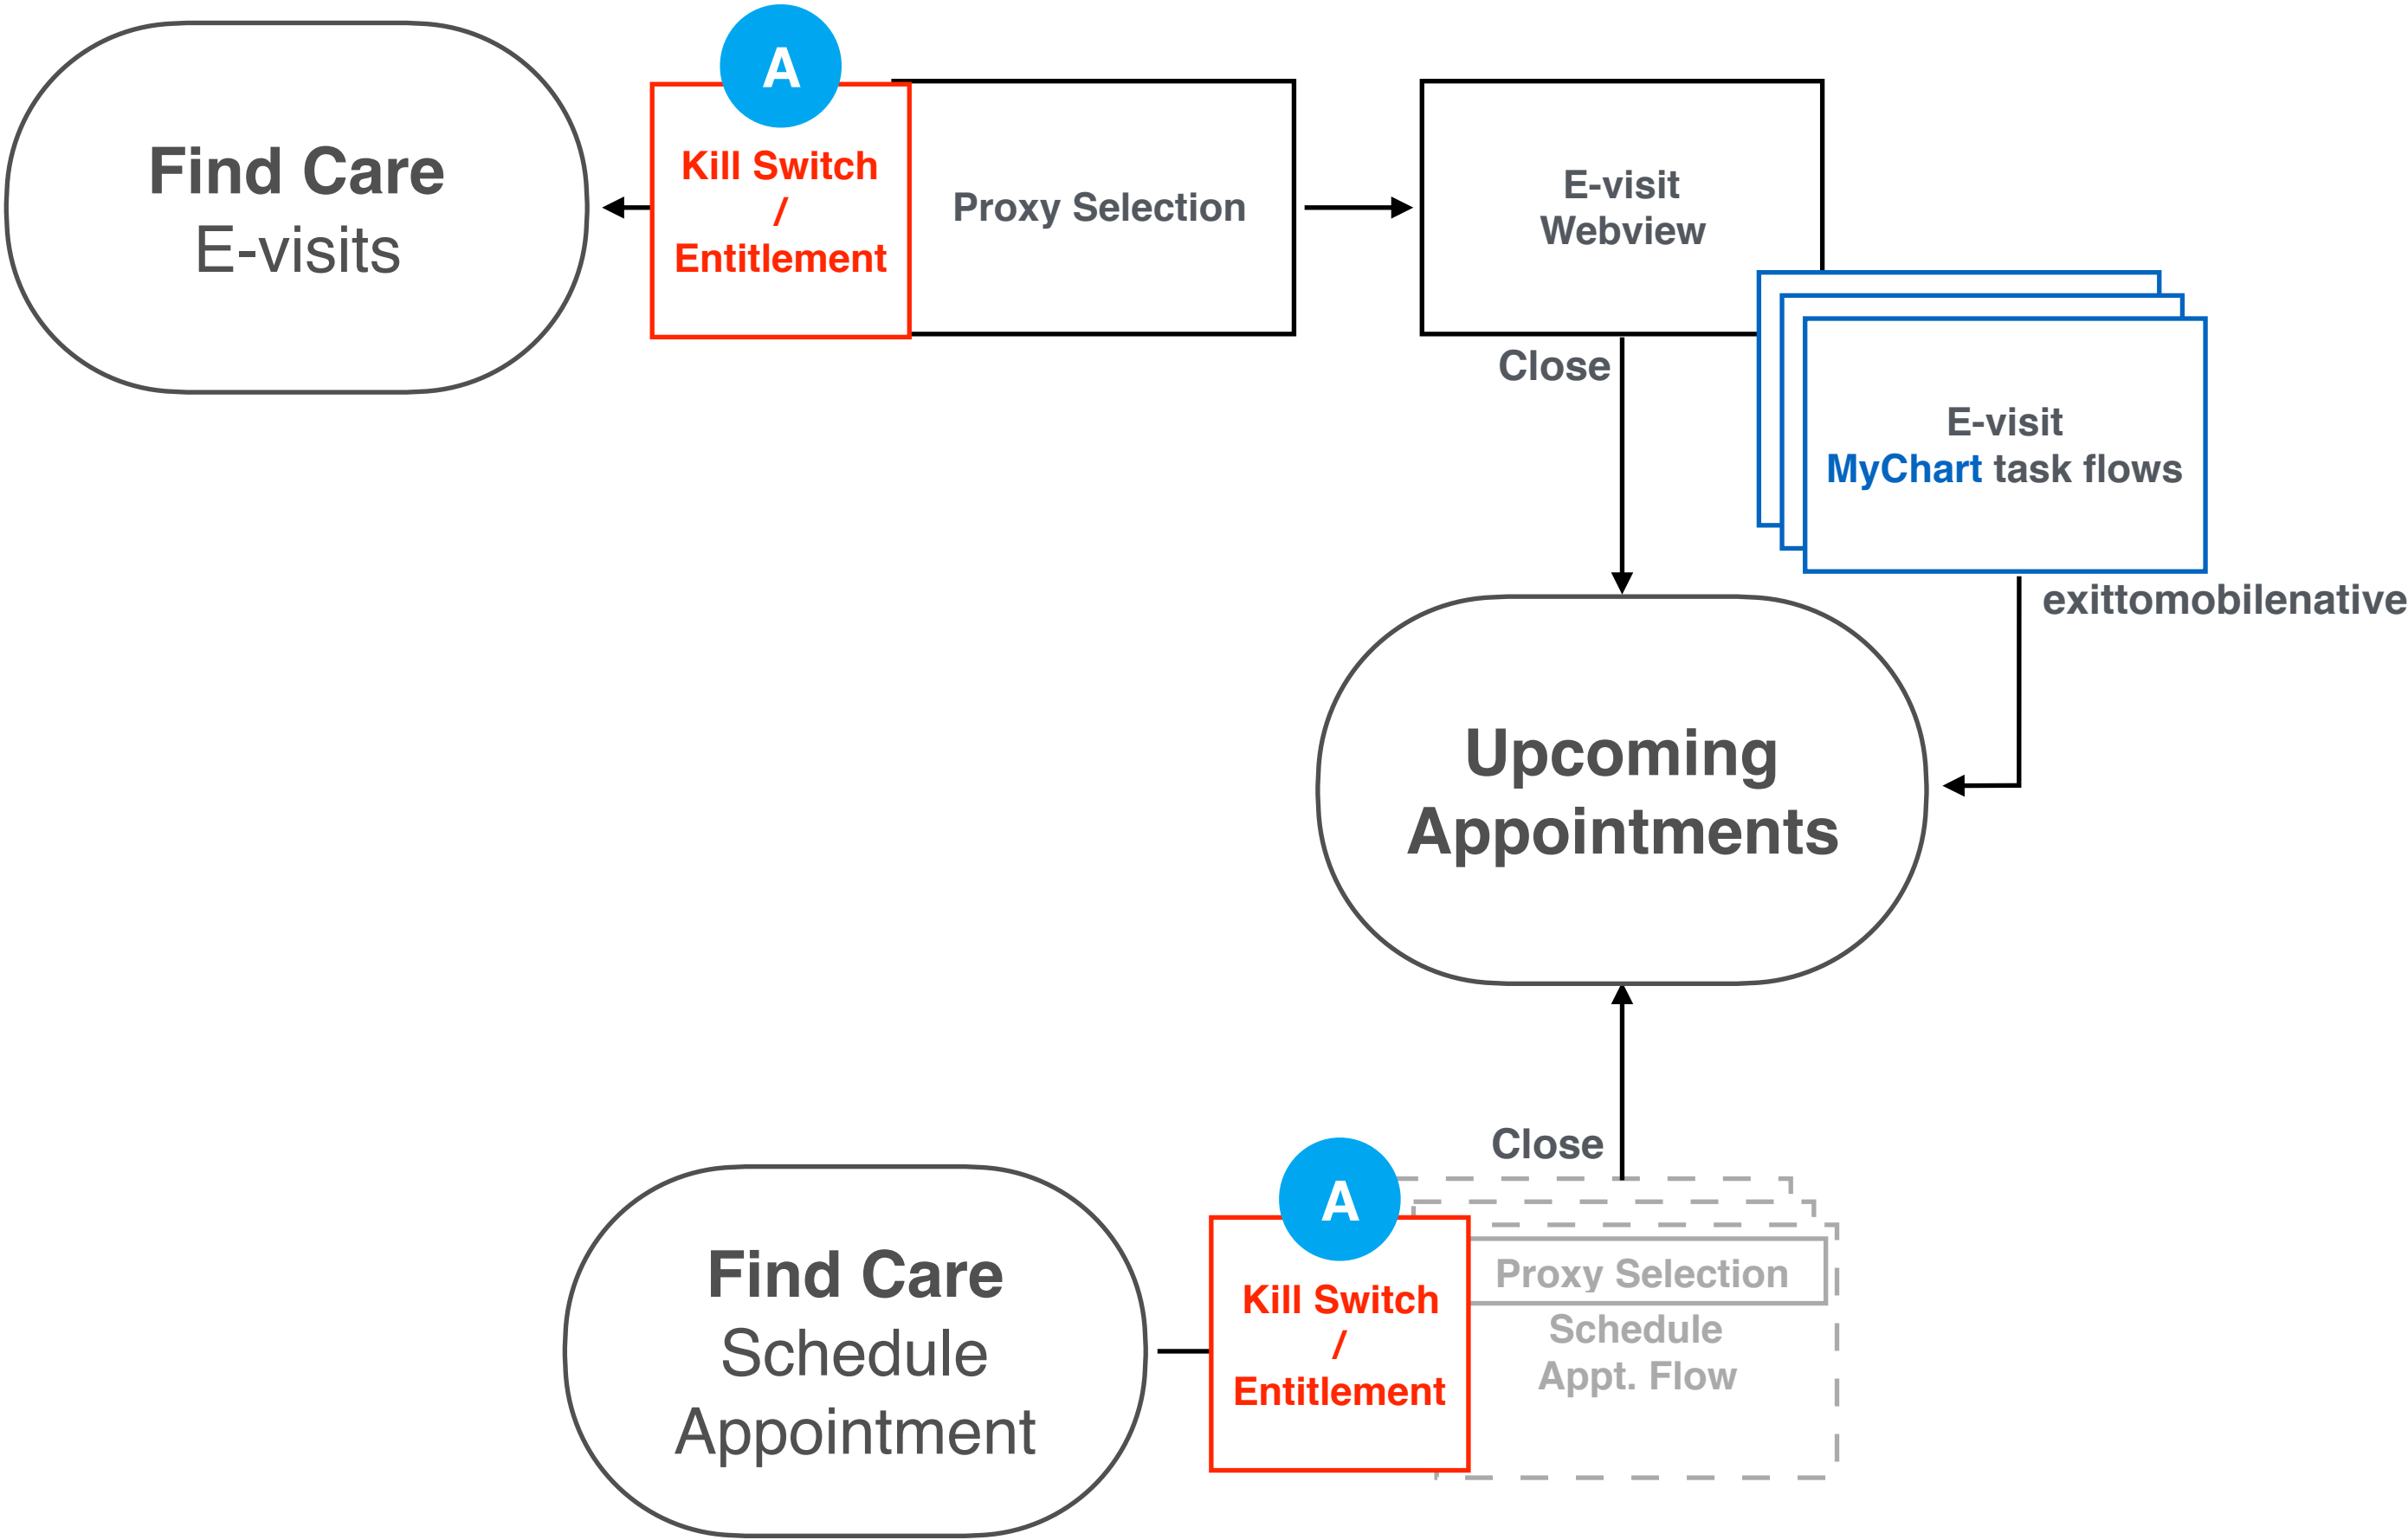 A
Find Care
E-visits
Kill Switch
/
Entitlement
Proxy Selection
E-visit
Webview
Close
E-visit
MyChart task flows
exittomobilenative
Upcoming
Appointments
Close
A
Find Care
Schedule
Appointment
Kill Switch
/
Entitlement
Proxy Selection
Schedule
Appt. Flow